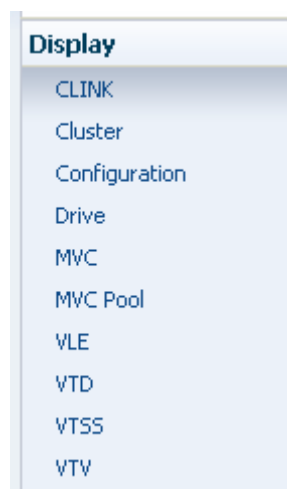 Display
CLINK
Cluster
Configuration
Drive
MVC
MVC Pool
VLE
VTD
VTSS
VTV